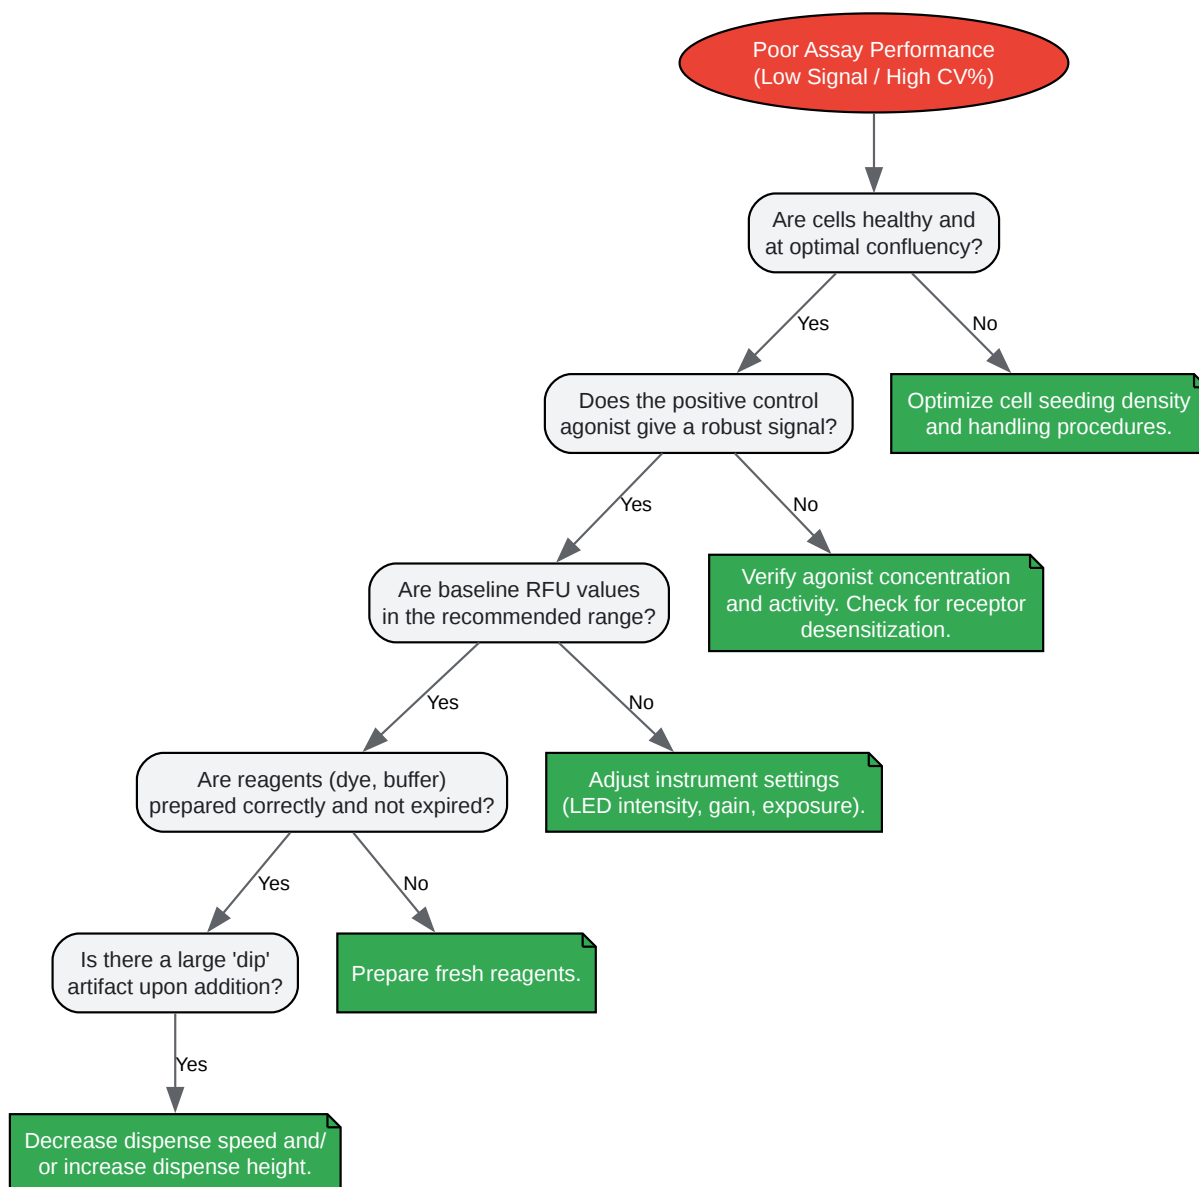 Poor Assay Performance
(Low Signal / High CV%)
Are cells healthy and
at optimal confluency?
Yes
No
Does the positive control
agonist give a robust signal?
Optimize cell seeding density
and handling procedures.
Yes
No
Are baseline RFU values
in the recommended range?
Verify agonist concentration
and activity. Check for receptor
desensitization.
Yes
No
Are reagents (dye, buffer)
prepared correctly and not expired?
Adjust instrument settings
(LED intensity, gain, exposure).
Yes
No
Is there a large 'dip'
artifact upon addition?
Prepare fresh reagents.
Yes
Decrease dispense speed and/
or increase dispense height.